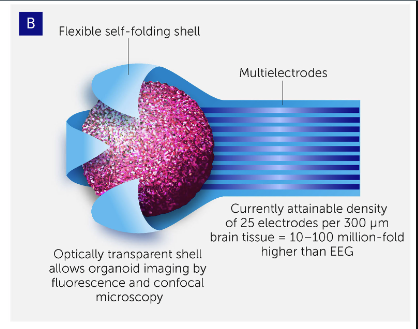 B
Flexible self-folding shell
Multielectrodes
Currently attainable density
of 25 electrodes per 300 μm
brain tissue = 10–100 million-fold
higher than EEG
Optically transparent shell
allows organoid imaging by
fluorescence and confocal
microscopy